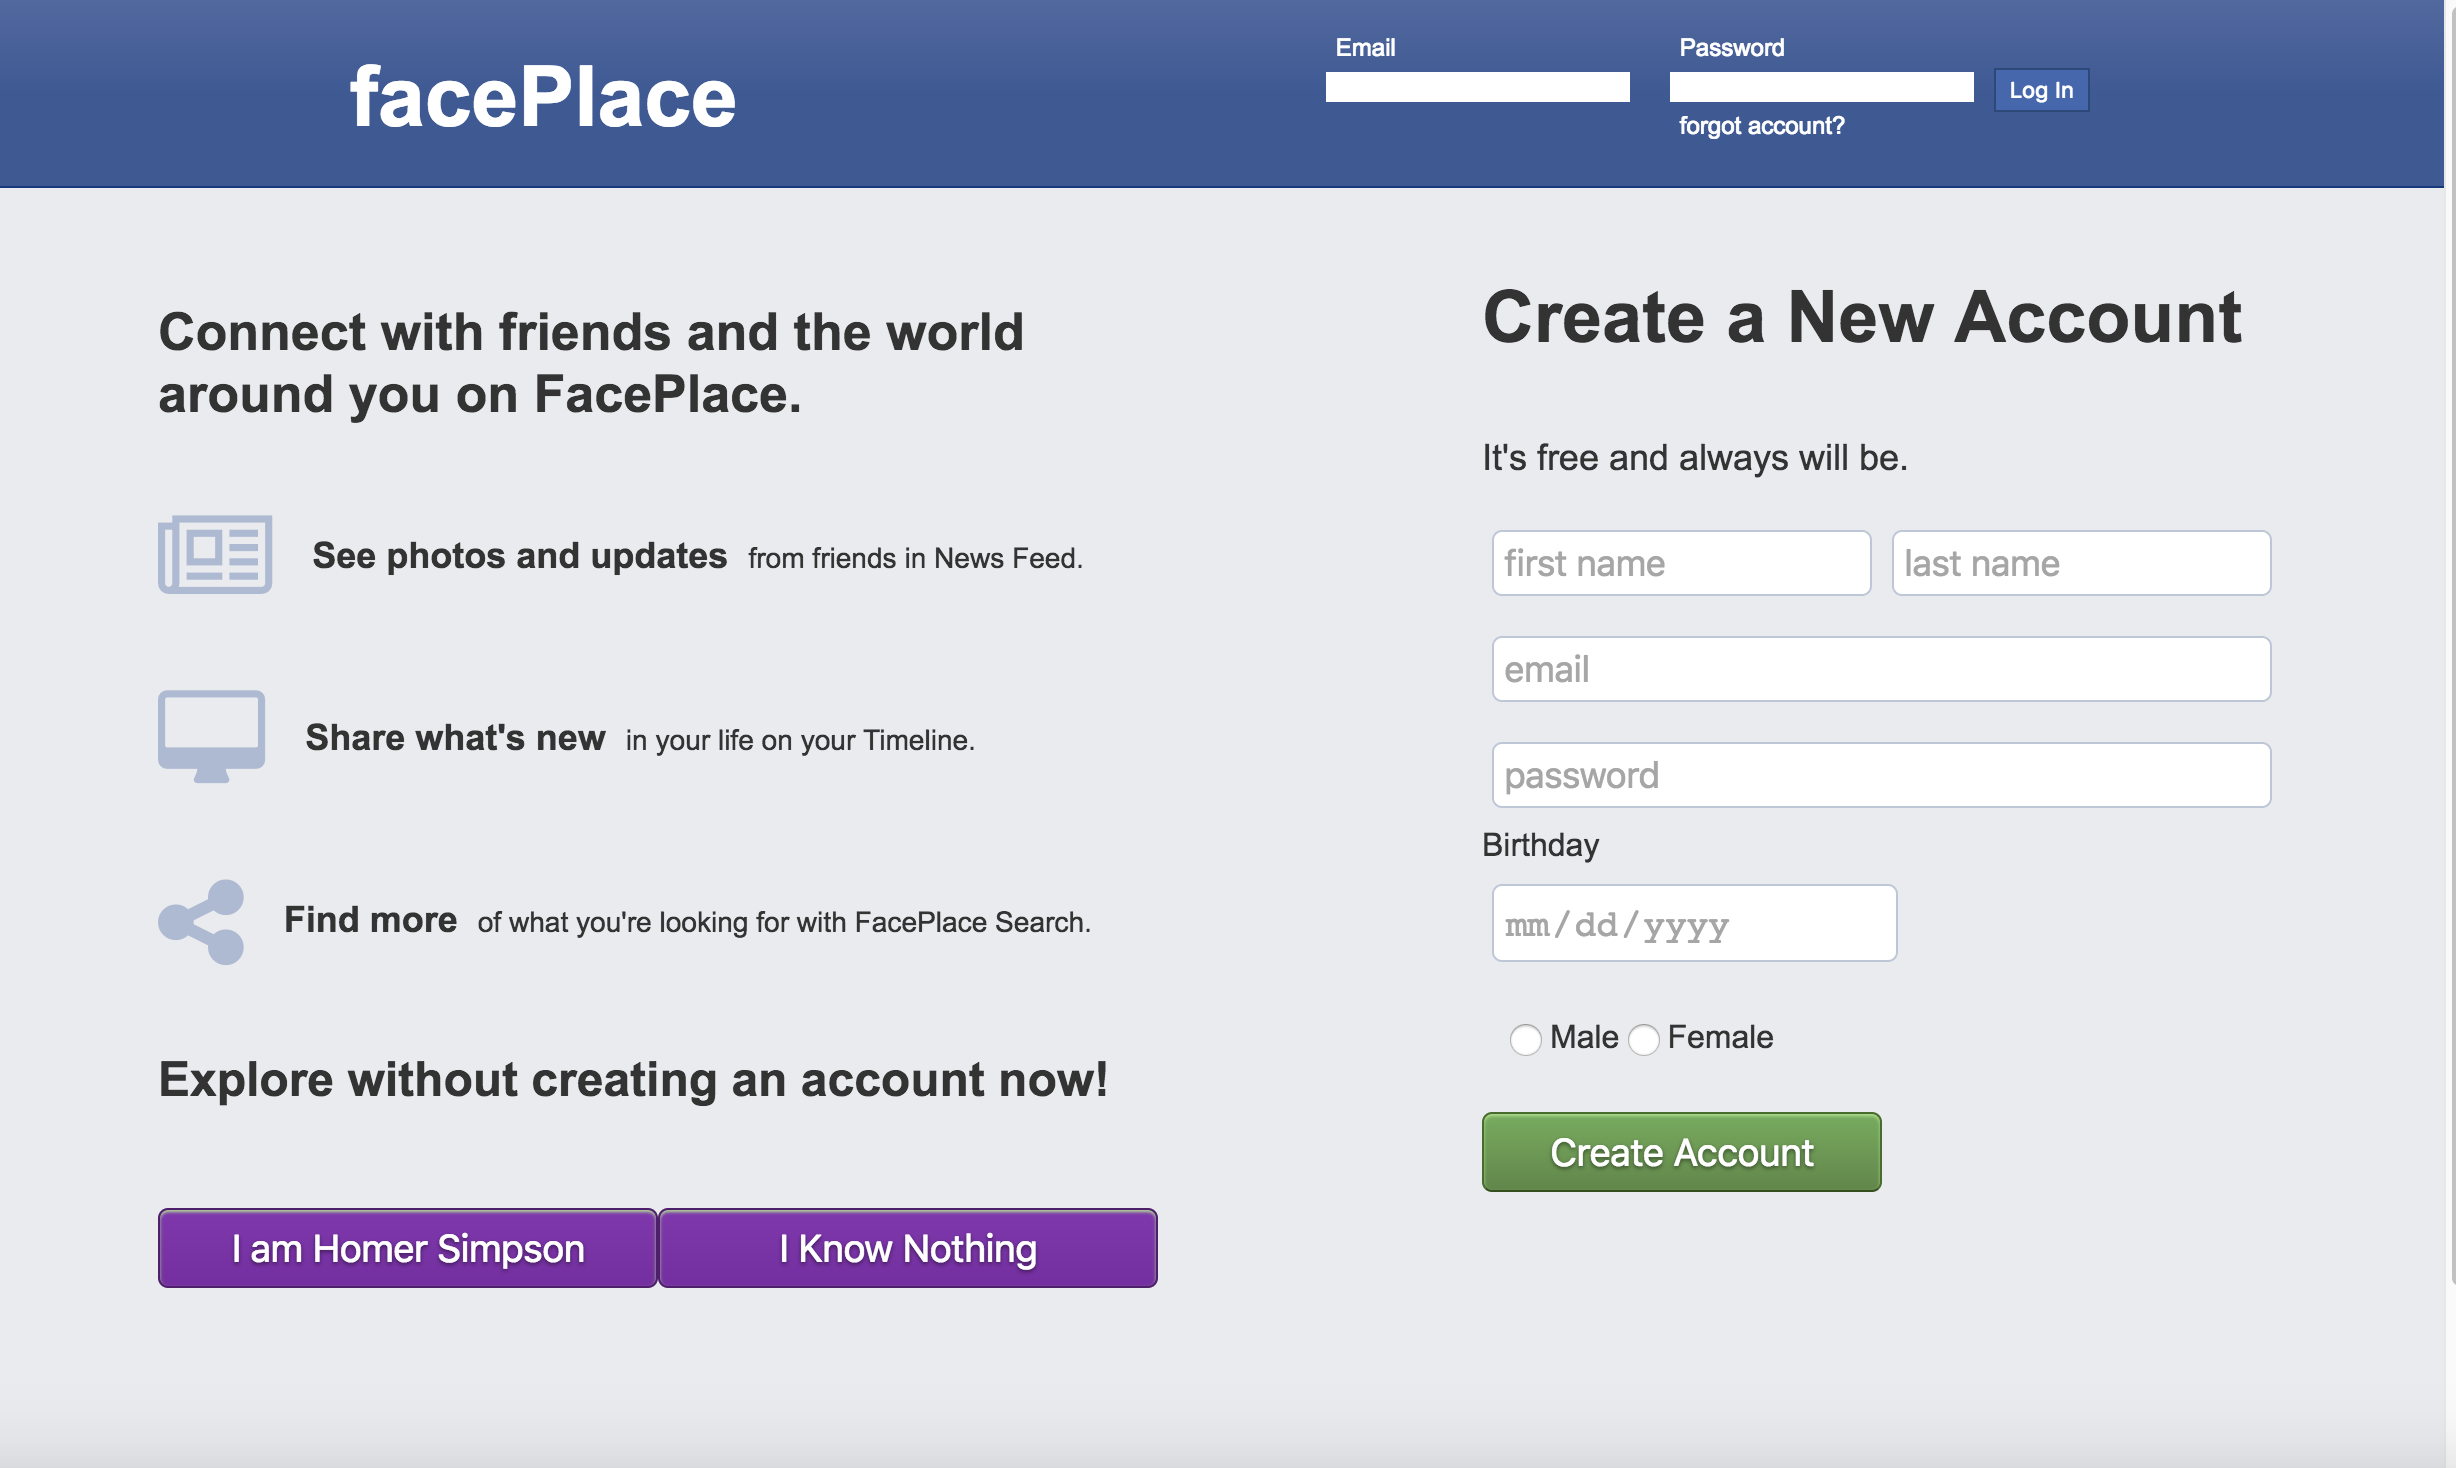 facePlace
Email
Password
Log In
forgot account?
Connect with friends and the world
around you on FacePlace.
See photos and updates from friends in News Feed.
Share what's new in your life on your Timeline.
Find more of what you're looking for with FacePlace Search.
Explore without creating an account now!
I am Homer Simpson
I Know Nothing
Create a New Account
It's free and always will be.
first name
last name
email
password
Birthday
mm/dd/yyyy
Male Female
Create Account